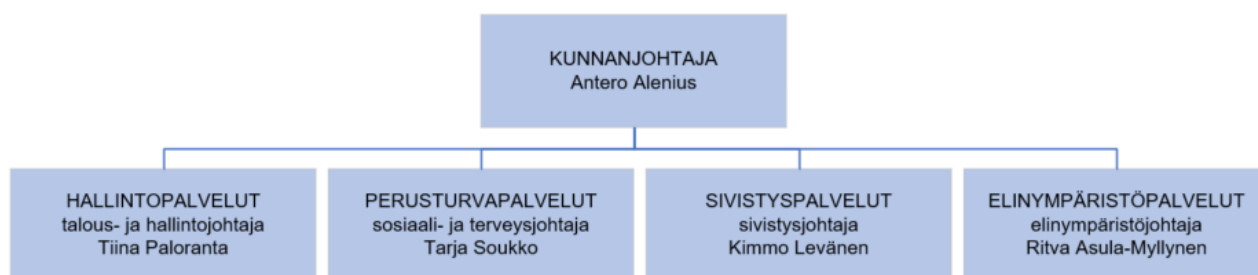 KUNNANJOHTAJA
Antero Alenius
HALLINTOPALVELUT
talous- ja hallintojohtaja
Tiina Paloranta
PERUSTURVAPALVELUT
sosiaali- ja terveysjohtaja
Tarja Soukko
SIVISTYSPALVELUT
sivistysjohtaja
Kimmo Levänen
ELINYMPÄRISTÖPALVELUT
elinympäristöjohtaja
Ritva Asula-Myllynen